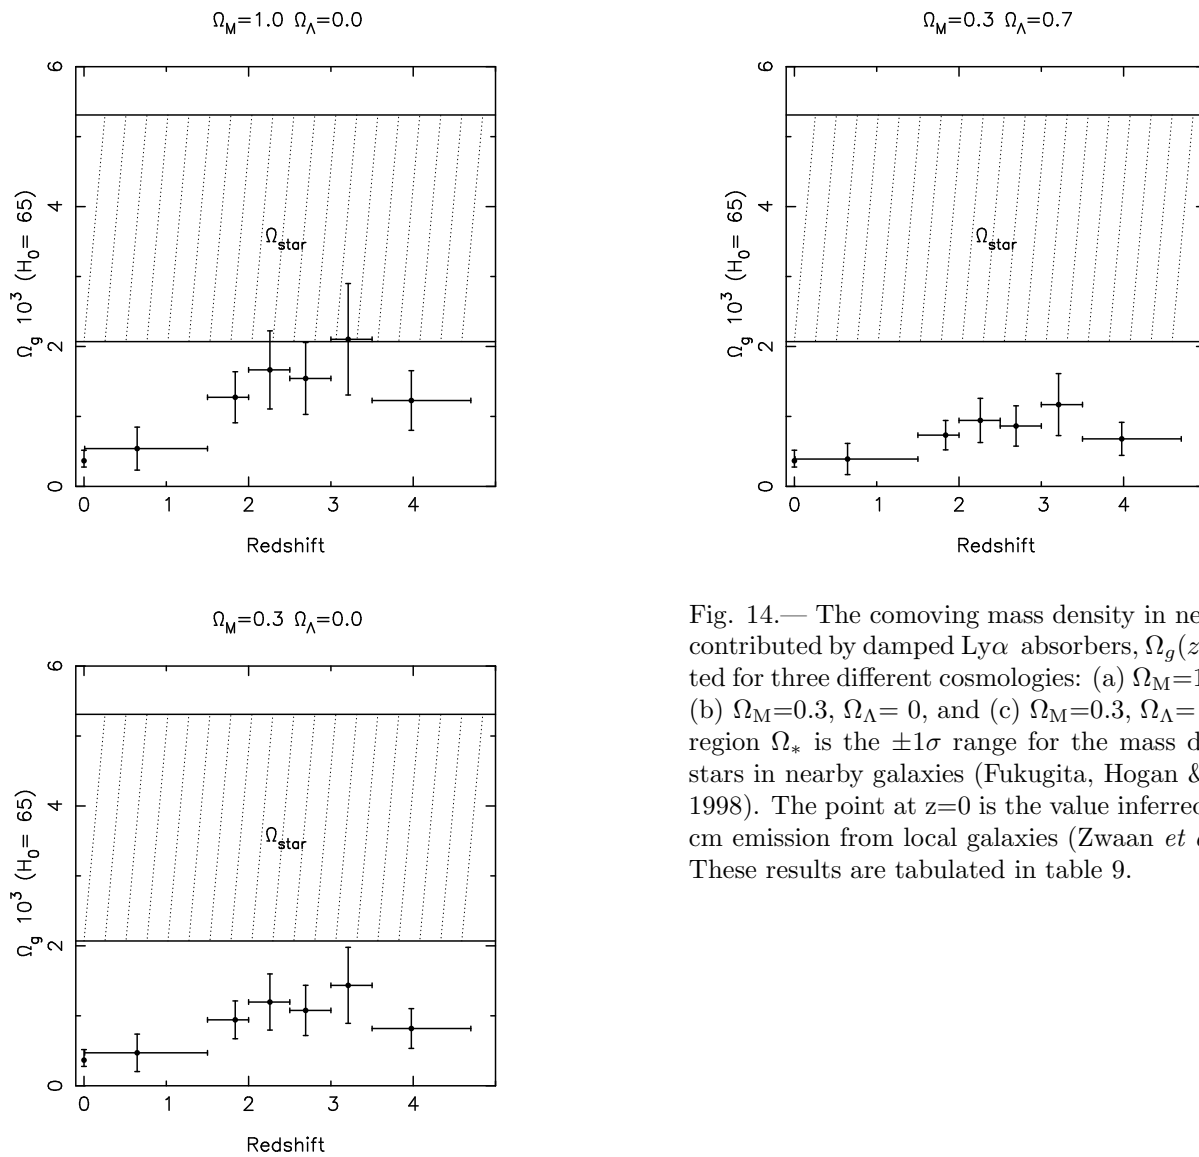 Ω_M=1.0 Ω_Λ=0.0
6
4
2
0
Ω_g 10^3 (H_0= 65)
Ω_star
0 1 2 3 4
Redshift
Ω_M=0.3 Ω_Λ=0.7
6
4
2
0
Ω_g 10^3 (H_0= 65)
Ω_star
0 1 2 3 4
Redshift
Ω_M=0.3 Ω_Λ=0.0
6
4
2
0
Ω_g 10^3 (H_0= 65)
Ω_star
0 1 2 3 4
Redshift
Fig. 14.— The comoving mass density in ne
contributed by damped Lyα absorbers, Ω_g(z
ted for three different cosmologies: (a) Ω_M=1
(b) Ω_M=0.3, Ω_Λ= 0, and (c) Ω_M=0.3, Ω_Λ=
region Ω_* is the ±1σ range for the mass d
stars in nearby galaxies (Fukugita, Hogan &
1998). The point at z=0 is the value inferred
cm emission from local galaxies (Zwaan et a
These results are tabulated in table 9.